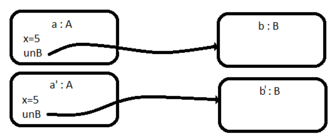 a : A
x=5
unB
b : B
a' : A
x=5
unB
b' : B